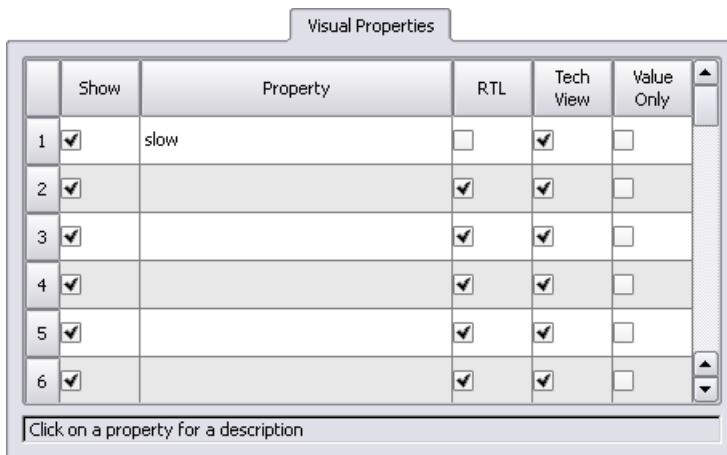 Visual Properties
Show Property RTL Tech View Value Only
1 slow
2
3
4
5
6
Click on a property for a description